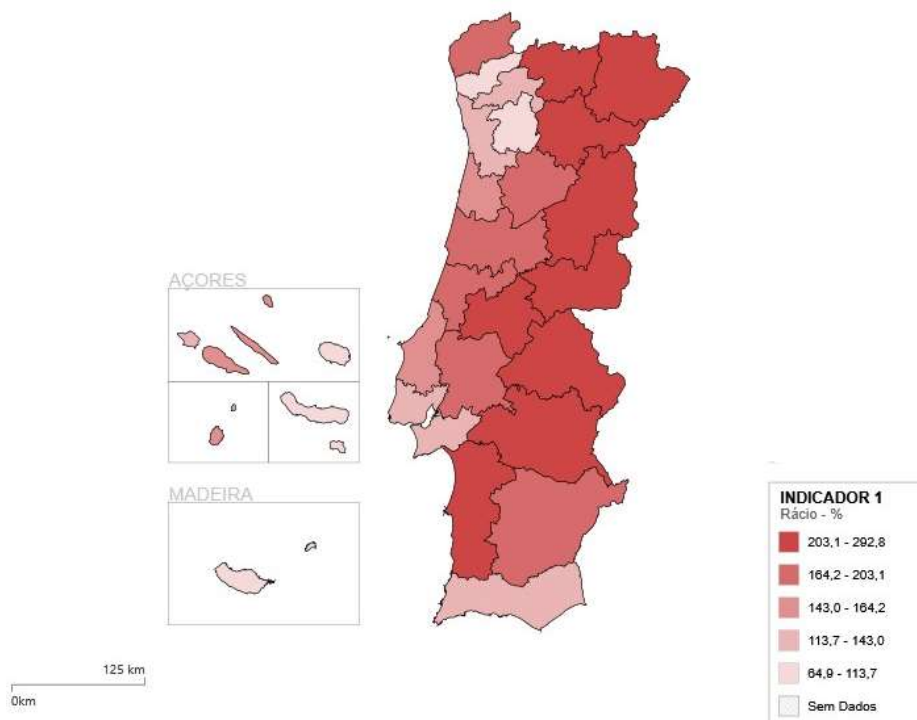 AÇORES
MADEIRA
125 km
0km
INDICADOR 1
Rácio - %
203,1 - 292,8
164,2 - 203,1
143,0 - 164,2
113,7 - 143,0
64,9 - 113,7
Sem Dados